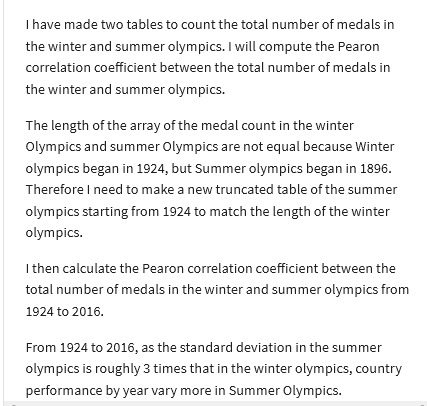 I have made two tables to count the total number of medals in
the winter and summer olympics. I will compute the Pearon
correlation coefficient between the total number of medals in
the winter and summer olympics.
The length of the array of the medal count in the winter
Olympics and summer Olympics are not equal because Winter
olympics began in 1924, but Summer olympics began in 1896.
Therefore I need to make a new truncated table of the summer
olympics starting from 1924 to match the length of the winter
olympics.
I then calculate the Pearon correlation coefficient between the
total number of medals in the winter and summer olympics from
1924 to 2016.
From 1924 to 2016, as the standard deviation in the summer
olympics is roughly 3 times that in the winter olympics, country
performance by year vary more in Summer Olympics.